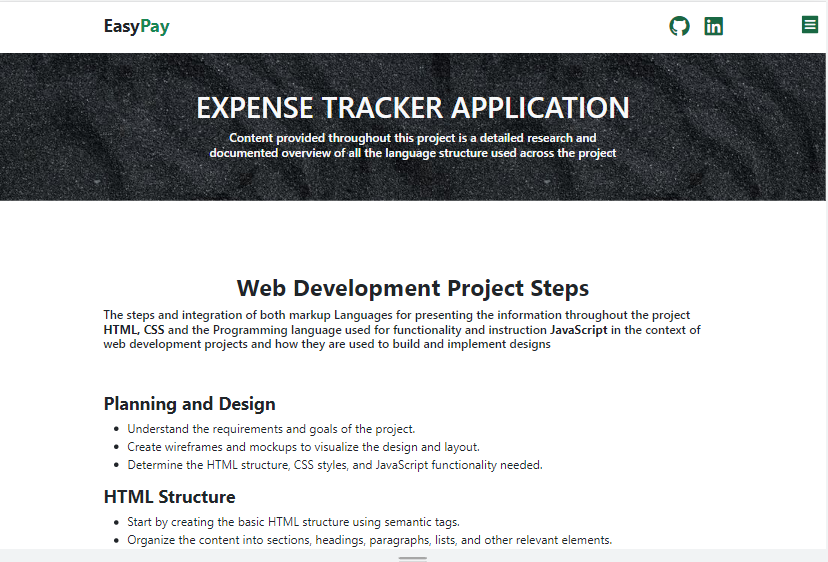 EasyPay
EXPENSE TRACKER APPLICATION
Content provided throughout this project is a detailed research and
documented overview of all the language structure used across the project
Web Development Project Steps
The steps and integration of both markup Languages for presenting the information throughout the project
HTML, CSS and the Programming language used for functionality and instruction JavaScript in the context of
web development projects and how they are used to build and implement designs
Planning and Design
• Understand the requirements and goals of the project.
• Create wireframes and mockups to visualize the design and layout.
• Determine the HTML structure, CSS styles, and JavaScript functionality needed.
HTML Structure
• Start by creating the basic HTML structure using semantic tags.
• Organize the content into sections, headings, paragraphs, lists, and other relevant elements.